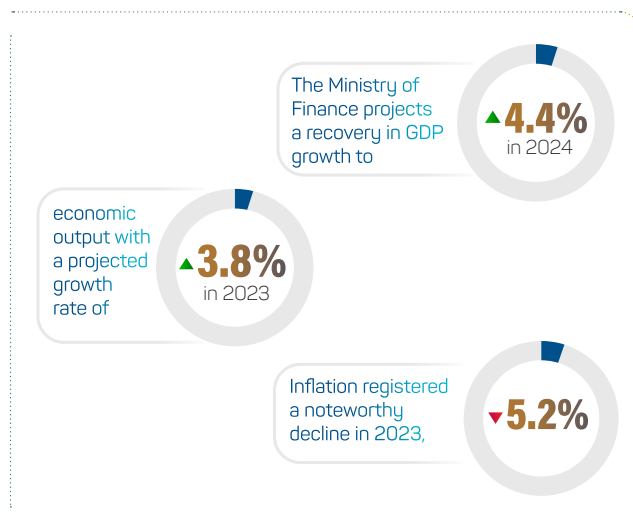 The Ministry of
Finance projects
a recovery in GDP
growth to
4.4%
in 2024
economic
output with
a projected
growth
rate of
3.8%
in 2023
Inflation registered
a noteworthy
decline in 2023,
5.2%